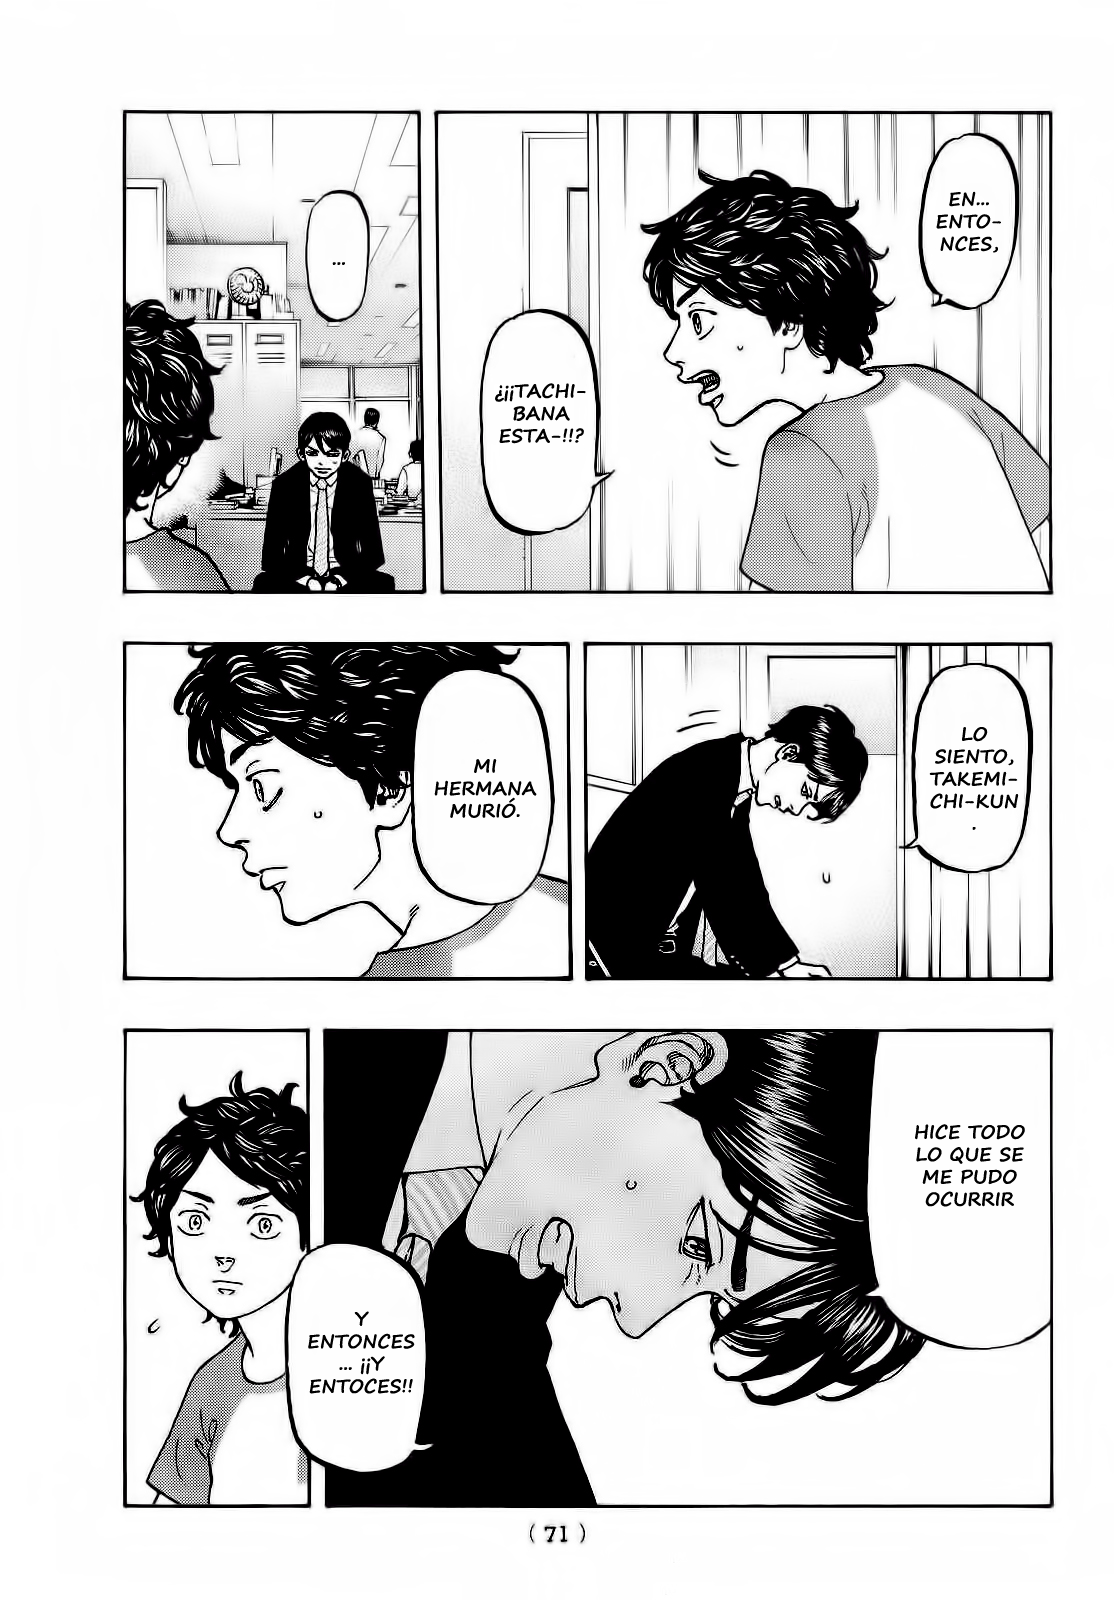 EN...
ENTO-
NCES,
¿¡¡TACHI-
BANA
ESTA-!!?
...
LO
SIENTO,
TAKEMI-
CHI-KUN
.
MI
HERMANA
MURIÓ.
HICE TODO
LO QUE SE
ME PUDO
OCURRIR
Y
ENTONCES
... ¡¡Y
ENTOCES!!
( 71 )